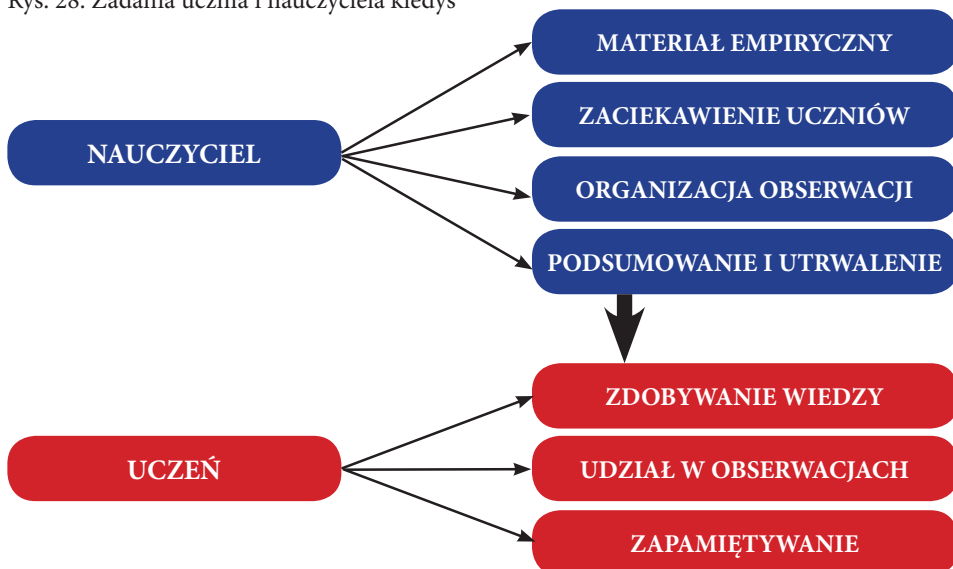 Rys. 28. Zadania ucznia i nauczyciela kiedyś
MATERIAŁ EMPIRYCZNY
ZACIEKAWIENIE UCZNIÓW
NAUCZYCIEL
ORGANIZACJA OBSERWACJI
PODSUMOWANIE I UTRWALENIE
ZDOBYWANIE WIEDZY
UCZEŃ
UDZIAŁ W OBSERWACJACH
ZAPAMIĘTYWANIE